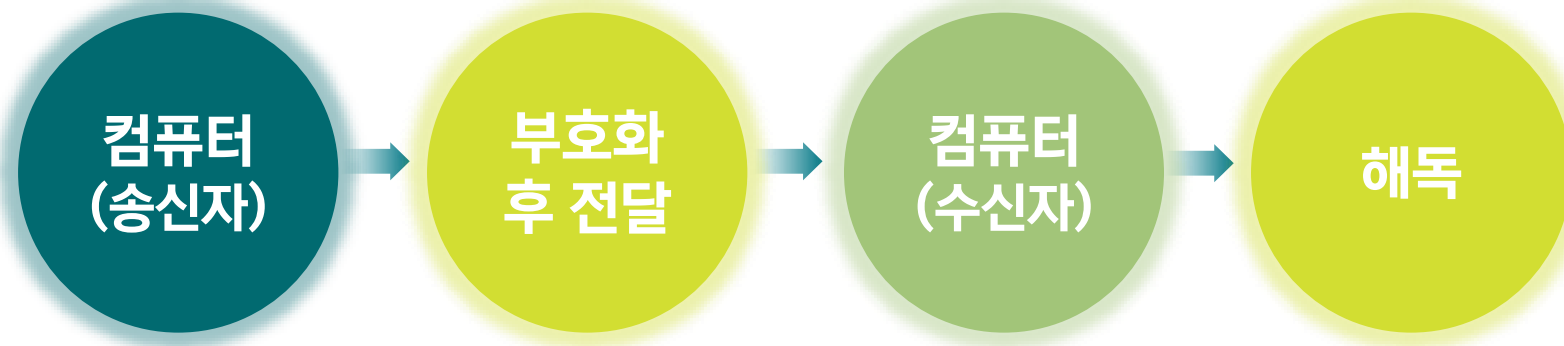 컴퓨터
(송신자)
부호화
후 전달
컴퓨터
(수신자)
해독